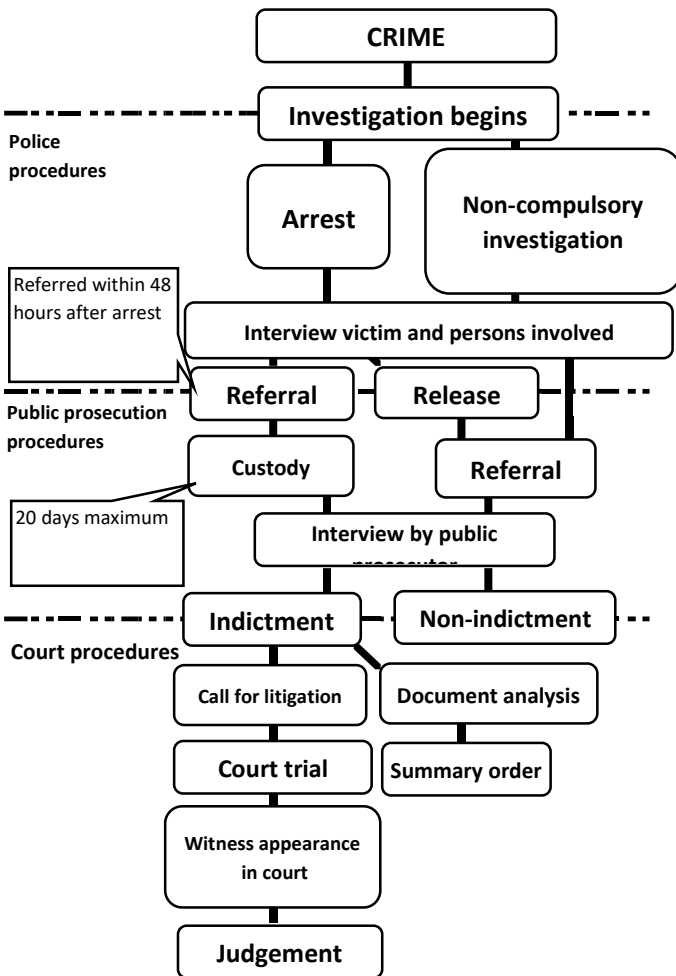 CRIME
Investigation begins
Police
procedures
Arrest
Non-compulsory
investigation
Referred within 48
hours after arrest
Interview victim and persons involved
Referral
Release
Public prosecution
procedures
Custody
Referral
20 days maximum
Interview by public
Indictment
Non-indictment
Court procedures
Call for litigation
Document analysis
Court trial
Summary order
Witness appearance
in court
Judgement